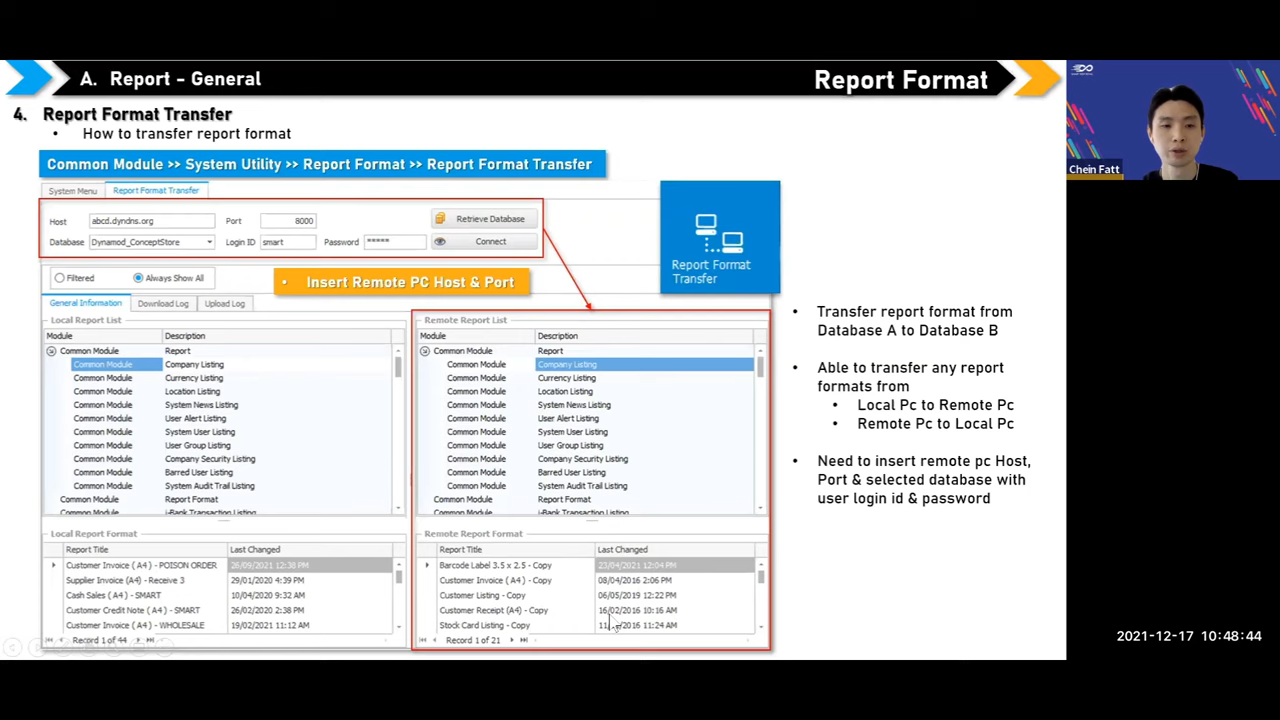 A. Report - General
Report Format
4. Report Format Transfer
• How to transfer report format
Common Module >> System Utility >> Report Format >> Report Format Transfer
System Menu Report Format Transfer
Host abcd.dyndns.org Port 8000 Retrieve Database
Database Dynamod_ConceptStore Login ID smart Password ***** Connect
Filtered Always Show All
• Insert Remote PC Host & Port
Report Format
Transfer
General Information Download Log Upload Log
Local Report List
Module Description
Common Module Report
Common Module Company Listing
Common Module Currency Listing
Common Module Location Listing
Common Module System News Listing
Common Module User Alert Listing
Common Module System User Listing
Common Module User Group Listing
Common Module Company Security Listing
Common Module Barred User Listing
Common Module System Audit Trail Listing
Common Module Report Format
Common Module i-Bank Transaction Listing
Remote Report List
Module Description
Common Module Report
Common Module Company Listing
Common Module Currency Listing
Common Module Location Listing
Common Module System News Listing
Common Module User Alert Listing
Common Module System User Listing
Common Module User Group Listing
Common Module Company Security Listing
Common Module Barred User Listing
Common Module System Audit Trail Listing
Common Module Report Format
Common Module i-Bank Transaction Listing
Local Report Format
Report Title Last Changed
Customer Invoice ( A4 ) - POISON ORDER 26/09/2021 12:38 PM
Supplier Invoice ( A4 ) - Receive 3 29/01/2020 4:39 PM
Cash Sales ( A4 ) - SMART 10/04/2020 9:32 AM
Customer Credit Note ( A4 ) - SMART 26/02/2020 2:38 PM
Customer Invoice ( A4 ) - WHOLESALE 19/02/2021 11:12 AM
Record 1 of 44
Remote Report Format
Report Title Last Changed
Barcode Label 3.5 x 2.5 - Copy 23/04/2021 12:04 PM
Customer Invoice ( A4 ) - Copy 08/04/2016 2:06 PM
Customer Listing - Copy 06/05/2019 12:22 PM
Customer Receipt (A4) - Copy 16/02/2016 10:16 AM
Stock Card Listing - Copy 2016 11:24 AM
Record 1 of 21
• Transfer report format from
Database A to Database B
• Able to transfer any report
formats from
• Local Pc to Remote Pc
• Remote Pc to Local Pc
• Need to insert remote pc Host,
Port & selected database with
user login id & password
Chein Fatt
2021-12-17 10:48:44